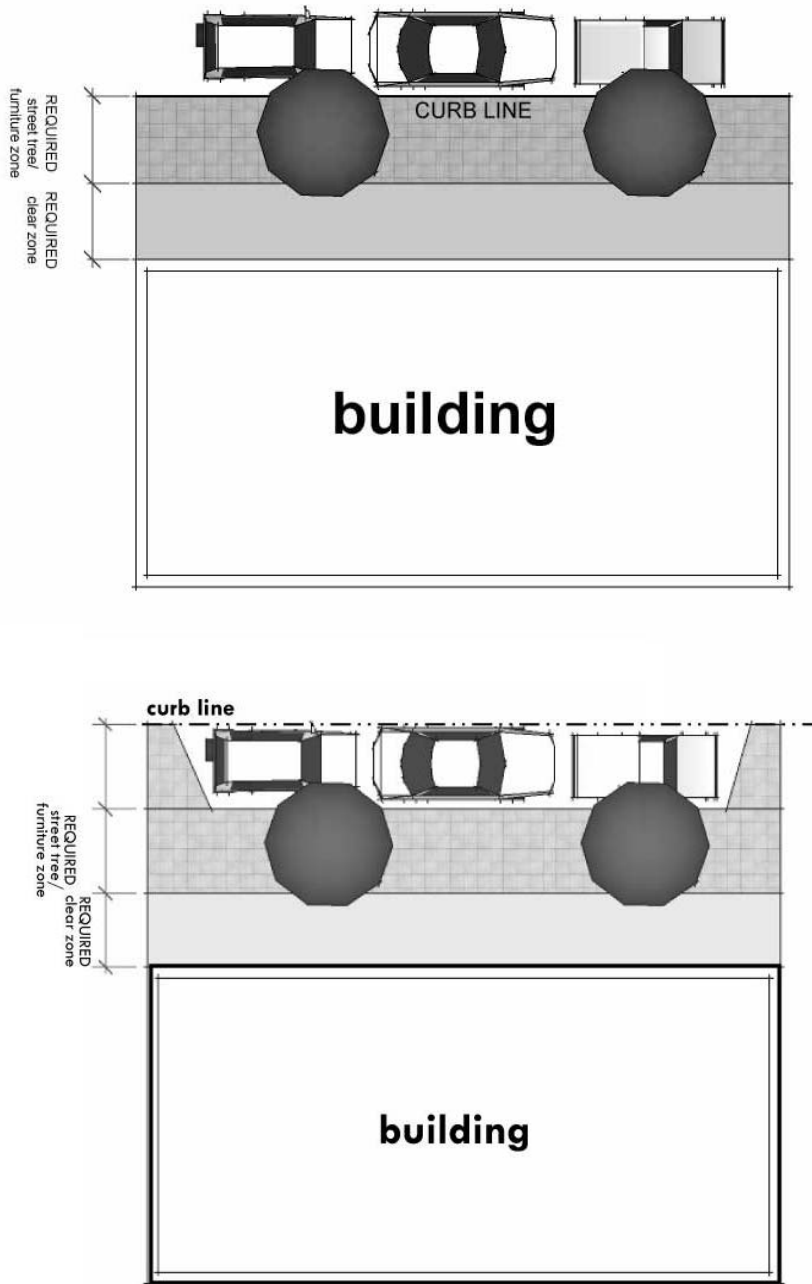 CURB LINE
REQUIRED
street tree/
furniture zone
REQUIRED
clear zone
building
curb line
REQUIRED
street tree/
furniture zone
REQUIRED
clear zone
building